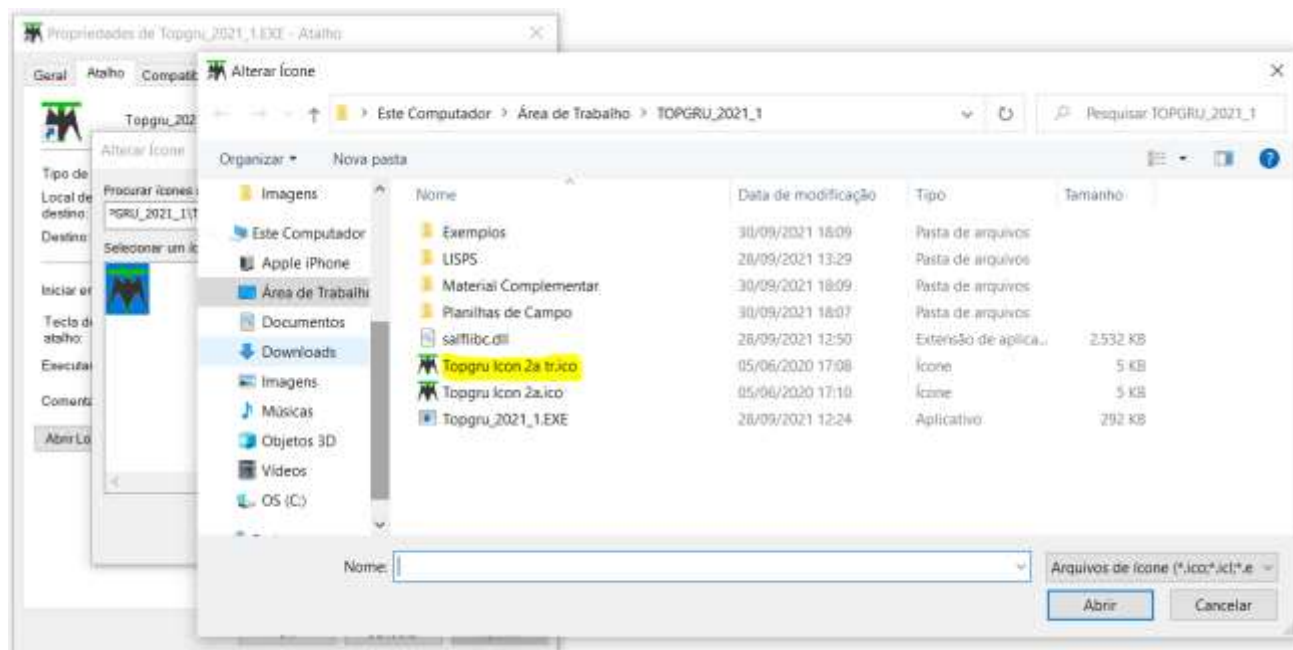 Propriedades de Topgru_2021_1.EXE - Atalho
Geral Atalho Compatib
Topgru_202
Tipo de
Local de
destino:
Destino:
Iniciar em
Tecla de
atalho:
Executar
Comentá
Abrir Lo
Alterar Ícone
Procurar ícones
PGRU_2021_1\T
Selecionar um íc
Alterar Ícone
Este Computador > Área de Trabalho > TOPGRU_2021_1
Pesquisar TOPGRU_2021_1
Organizar Nova pasta
Imagens
Este Computador
Apple iPhone
Área de Trabalho
Documentos
Downloads
Imagens
Músicas
Objetos 3D
Vídeos
OS (C:)
Nome Data de modificação Tipo Tamanho
Exemplos 30/09/2021 18:09 Pasta de arquivos
LISPS 28/09/2021 13:29 Pasta de arquivos
Material Complementar 30/09/2021 18:09 Pasta de arquivos
Planilhas de Campo 30/09/2021 18:07 Pasta de arquivos
salflibc.dll 28/09/2021 12:50 Extensão de aplica... 2.532 KB
Topgru Icon 2a tr.ico 05/06/2020 17:08 Ícone 5 KB
Topgru Icon 2a.ico 05/06/2020 17:10 Ícone 5 KB
Topgru_2021_1.EXE 28/09/2021 12:24 Aplicativo 292 KB
Nome:
Arquivos de ícone (*.ico;*.icl;*.e
Abrir Cancelar